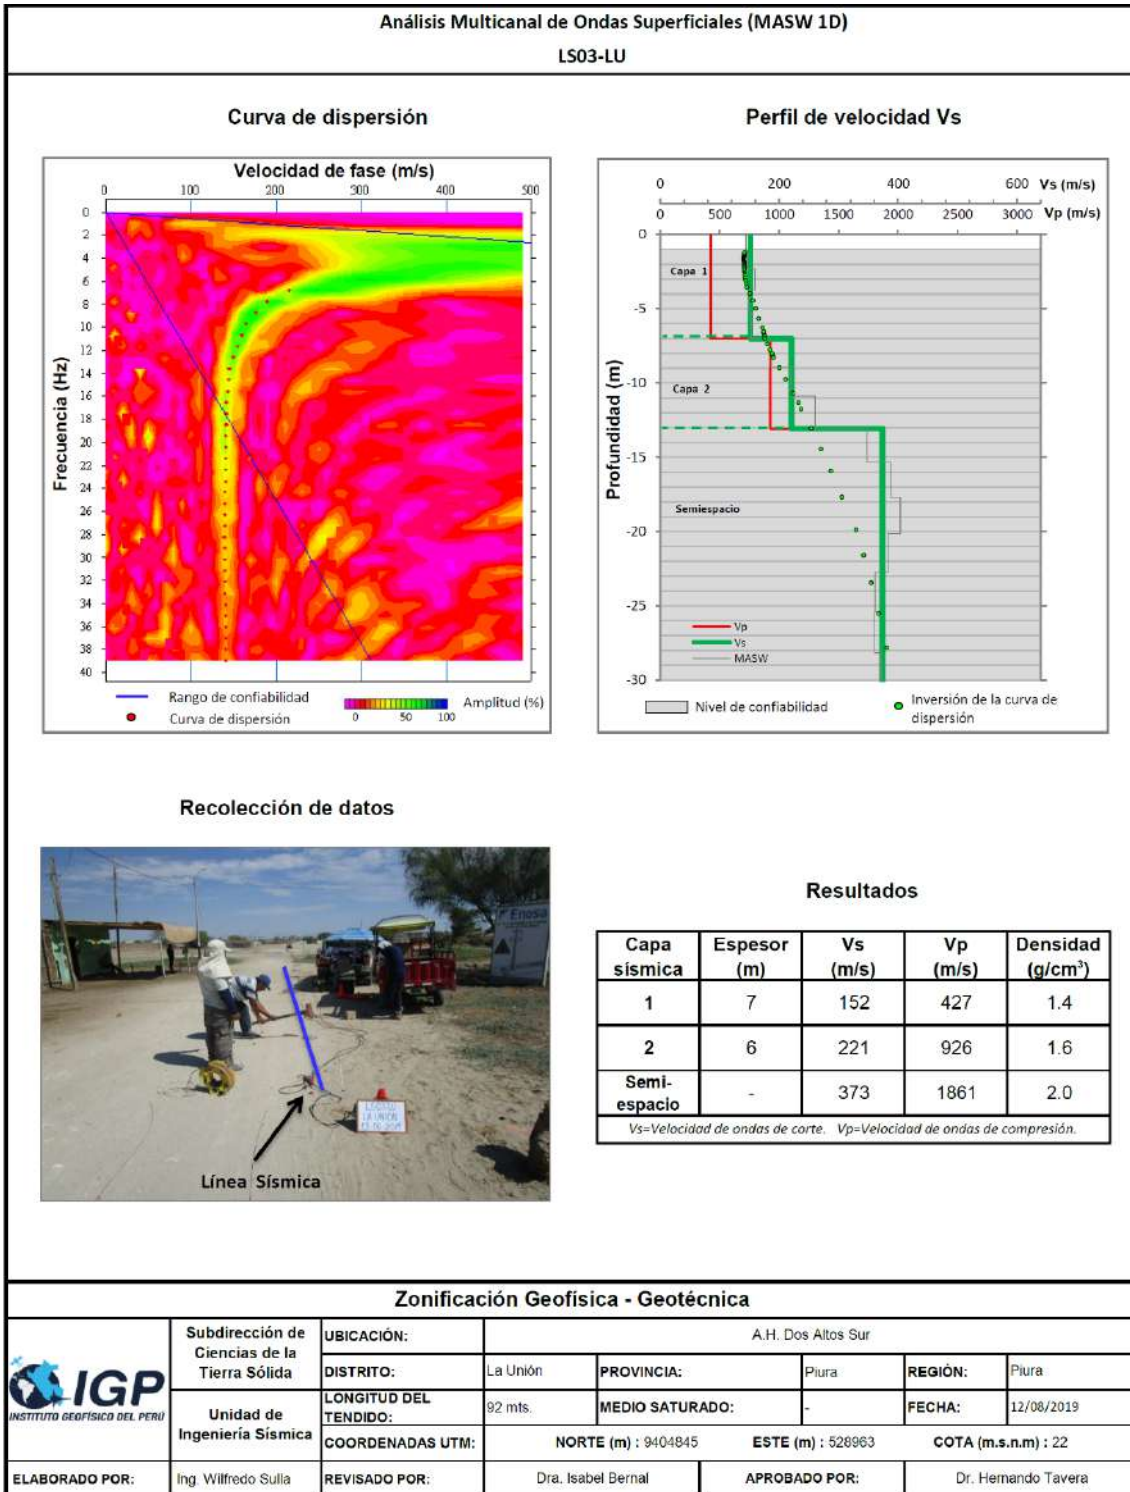 Análisis Multicanal de Ondas Superficiales (MASW 1D)
LS03-LU
Curva de dispersión
Velocidad de fase (m/s)
0 100 200 300 400 500
Frecuencia (Hz)
0
2
4
6
8
10
12
14
16
18
20
22
24
26
28
30
32
34
36
38
40
Rango de confiabilidad
Curva de dispersión
0 50 100
Amplitud (%)
Perfil de velocidad Vs
0 200 400 600 Vs (m/s)
0 500 1000 1500 2000 2500 3000 Vp (m/s)
Profundidad (m)
0
-5
-10
-15
-20
-25
-30
Capa 1
Capa 2
Semiespacio
Vp
Vs
MASW
Nivel de confiabilidad
Inversión de la curva de
dispersión
Recolección de datos
Enosa
LA UNION
Línea Sísmica
Resultados
Capa sísmica Espesor (m) Vs (m/s) Vp (m/s) Densidad (g/cm³)
1 7 152 427 1.4
2 6 221 926 1.6
Semi-espacio - 373 1861 2.0
Vs=Velocidad de ondas de corte. Vp=Velocidad de ondas de compresión.
Zonificación Geofísica - Geotécnica
IGP
INSTITUTO GEOFÍSICO DEL PERÚ
Subdirección de
Ciencias de la
Tierra Sólida
Unidad de
Ingeniería Sísmica
UBICACIÓN: A.H. Dos Altos Sur
DISTRITO: La Unión PROVINCIA: Piura REGIÓN: Piura
LONGITUD DEL TENDIDO: 92 mts. MEDIO SATURADO: - FECHA: 12/08/2019
COORDENADAS UTM: NORTE (m) : 9404845 ESTE (m) : 528963 COTA (m.s.n.m) : 22
ELABORADO POR: Ing. Wilfredo Sulla REVISADO POR: Dra. Isabel Bernal APROBADO POR: Dr. Hernando Tavera